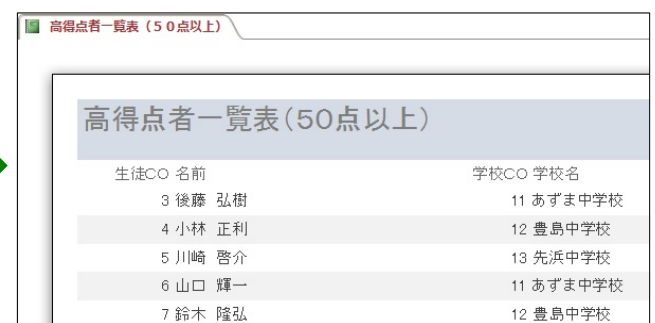 高得点者一覧表（５０点以上）
高得点者一覧表（５０点以上）
生徒CO 名前 学校CO 学校名
3 後藤 弘樹 11 あずま中学校
4 小林 正利 12 豊島中学校
5 川崎 啓介 13 先浜中学校
6 山口 輝一 11 あずま中学校
7 鈴木 隆弘 12 豊島中学校